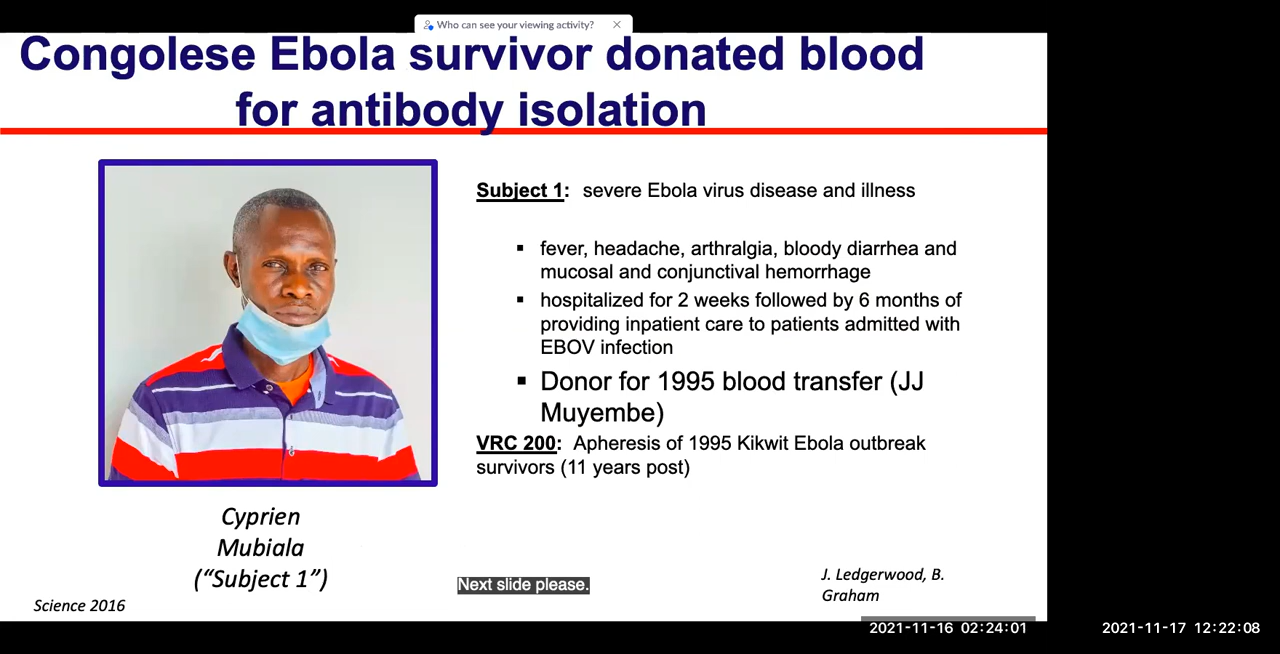 Who can see your viewing activity?
Congolese Ebola survivor donated blood
for antibody isolation
Subject 1: severe Ebola virus disease and illness
▪ fever, headache, arthralgia, bloody diarrhea and
mucosal and conjunctival hemorrhage
▪ hospitalized for 2 weeks followed by 6 months of
providing inpatient care to patients admitted with
EBOV infection
▪ Donor for 1995 blood transfer (JJ
Muyembe)
VRC 200: Apheresis of 1995 Kikwit Ebola outbreak
survivors (11 years post)
Cyprien
Mubiala
(“Subject 1”)
Science 2016
Next slide please.
J. Ledgerwood, B.
Graham
2021-11-16 02:24:01
2021-11-17 12:22:08